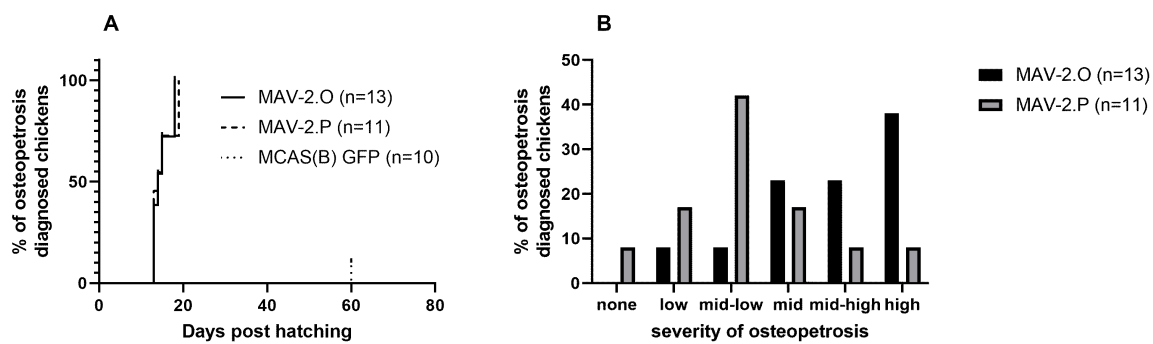 A
% of osteopetrosis
diagnosed chickens
100
50
0
0 20 40 60 80
Days post hatching
MAV-2.O (n=13)
MAV-2.P (n=11)
MCAS(B) GFP (n=10)
B
% of osteopetrosis
diagnosed chickens
50
40
30
20
10
0
none low mid-low mid mid-high high
severity of osteopetrosis
MAV-2.O (n=13)
MAV-2.P (n=11)